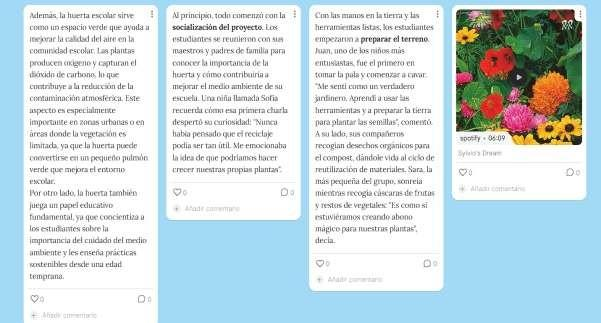 Además, la huerta escolar sirve
como un espacio verde que ayuda a
mejorar la calidad del aire en la
comunidad escolar. Las plantas
producen oxígeno y capturan el
dióxido de carbono, lo que
contribuye a la reducción de la
contaminación atmosférica. Este
aspecto es especialmente
importante en zonas urbanas o en
áreas donde la vegetación es
limitada, ya que la huerta puede
convertirse en un pequeño pulmón
verde que mejora el entorno
escolar.
Por otro lado, la huerta también
juega un papel educativo
fundamental, ya que concientiza a
los estudiantes sobre la
importancia del cuidado del medio
ambiente y les enseña prácticas
sostenibles desde una edad
temprana.
0 0
Añadir comentario
Al principio, todo comenzó con la
socialización del proyecto. Los
estudiantes se reunieron con sus
maestros y padres de familia para
conocer la importancia de la
huerta y cómo contribuiría a
mejorar el medio ambiente de su
escuela. Una niña llamada Sofía
recuerda cómo esa primera charla
despertó su curiosidad: "Nunca
había pensado que el reciclaje
podía ser tan útil. Me emocionaba
la idea de que podríamos hacer
crecer nuestras propias plantas".
0 0
Añadir comentario
Con las manos en la tierra y las
herramientas listas, los estudiantes
empezaron a preparar el terreno.
Juan, uno de los niños más
entusiastas, fue el primero en
tomar la pala y comenzar a cavar.
"Me sentí como un verdadero
jardinero. Aprendí a usar las
herramientas y a preparar la tierra
para plantar las semillas", comentó.
A su lado, sus compañeros
recogían desechos orgánicos para
el compost, dándole vida al ciclo de
reutilización de materiales. Sara, la
más pequeña del grupo, sonreía
mientras recogía cáscaras de frutas
y restos de vegetales: "Es como si
estuviéramos creando abono
mágico para nuestras plantas",
decía.
0 0
Añadir comentario
spotify • 06:09
Sylvia's Dream
0 0
Añadir comentario